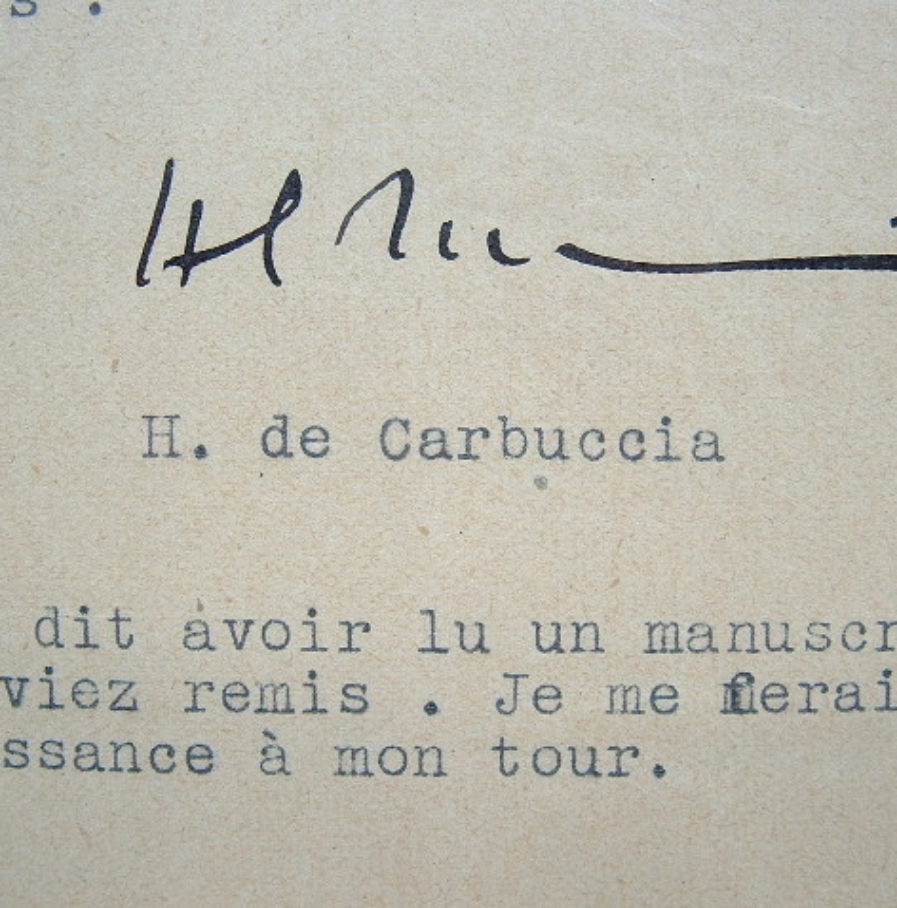 s .
H. de Carbuccia
dit avoir lu un manuscr
viez remis . Je me ferai
ssance à mon tour.